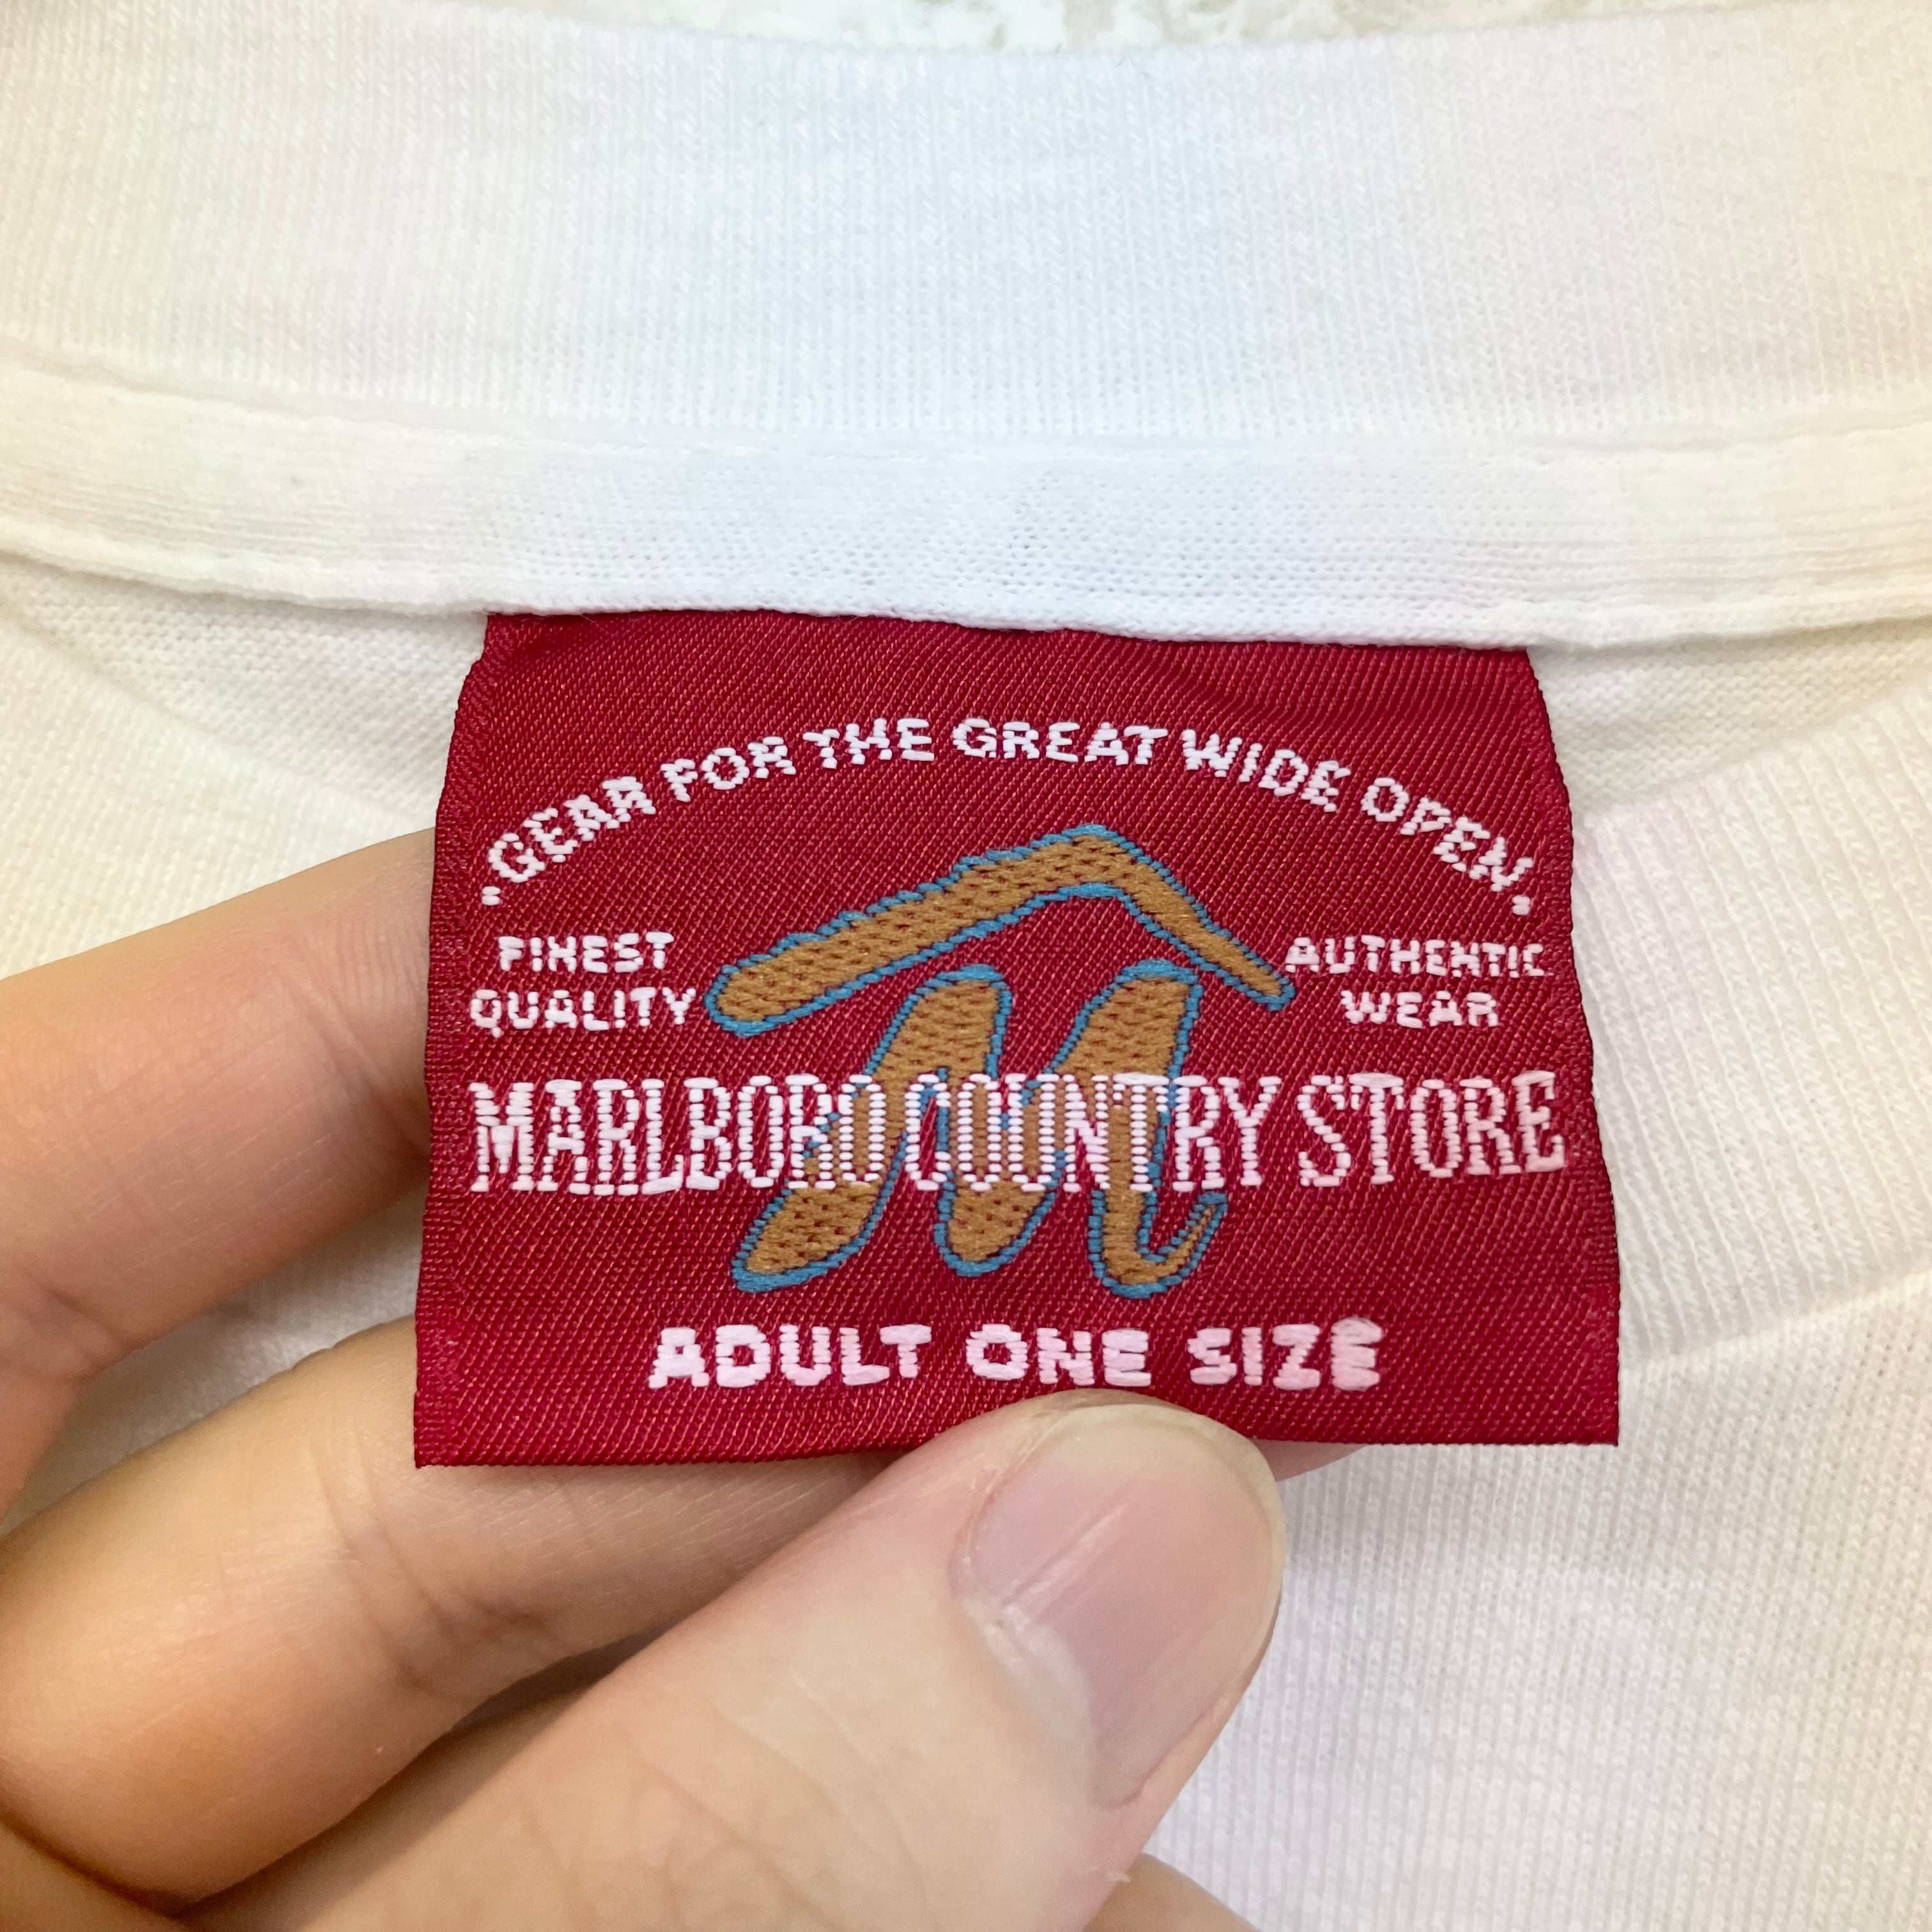 ·GEAR FOR THE GREAT WIDE OPEN·
FINEST
QUALITY
AUTHENTIC
WEAR
M
MARLBORO COUNTRY STORE
ADULT ONE SIZE